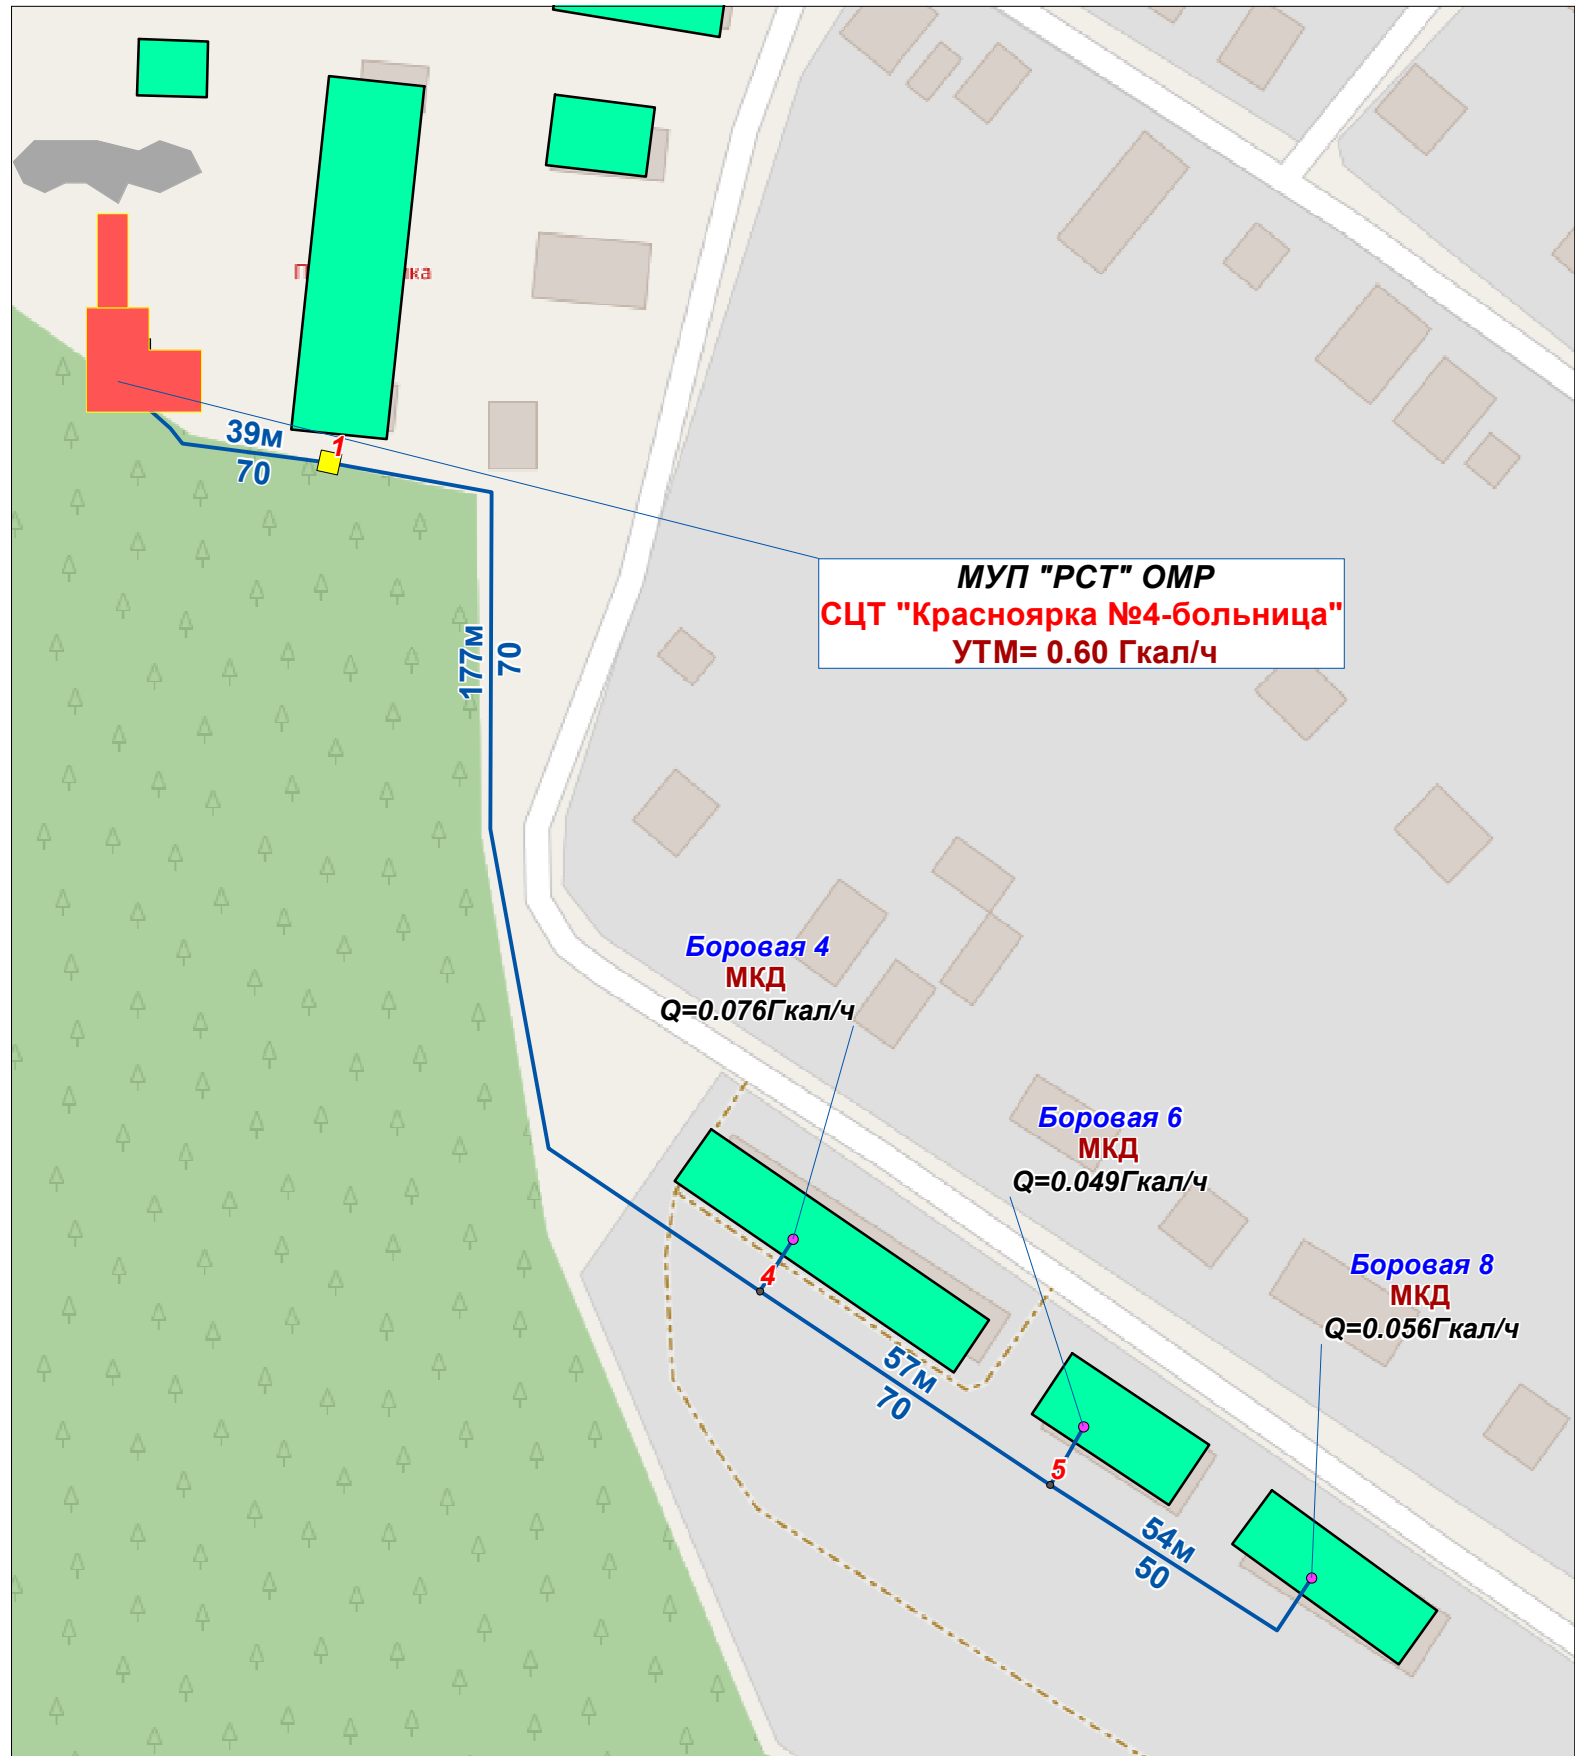 39м
70
1
177м
70
МУП "РСТ" ОМР
СЦТ "Красноярка №4-больница"
УТМ= 0.60 Гкал/ч
Боровая 4
МКД
Q=0.076Гкал/ч
Боровая 6
МКД
Q=0.049Гкал/ч
Боровая 8
МКД
Q=0.056Гкал/ч
4
57м
70
5
54м
50